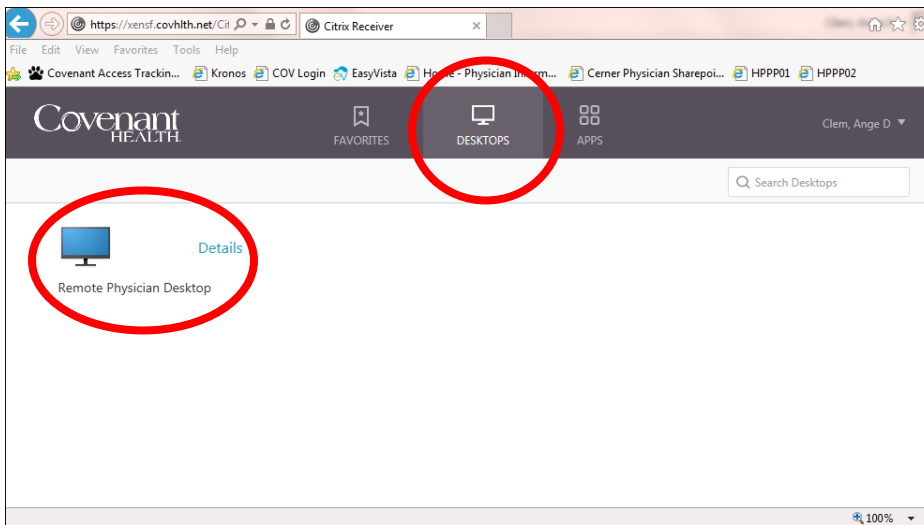 https://xensf.covhlth.net/Cit
Citrix Receiver
File Edit View Favorites Tools Help
Covenant Access Trackin... Kronos COV Login EasyVista Cerner Physician Sharepoi... HPPP01 HPPP02
Covenant
HEALTH
FAVORITES DESKTOPS APPS Clem, Ange D
Search Desktops
Details
Remote Physician Desktop
100%